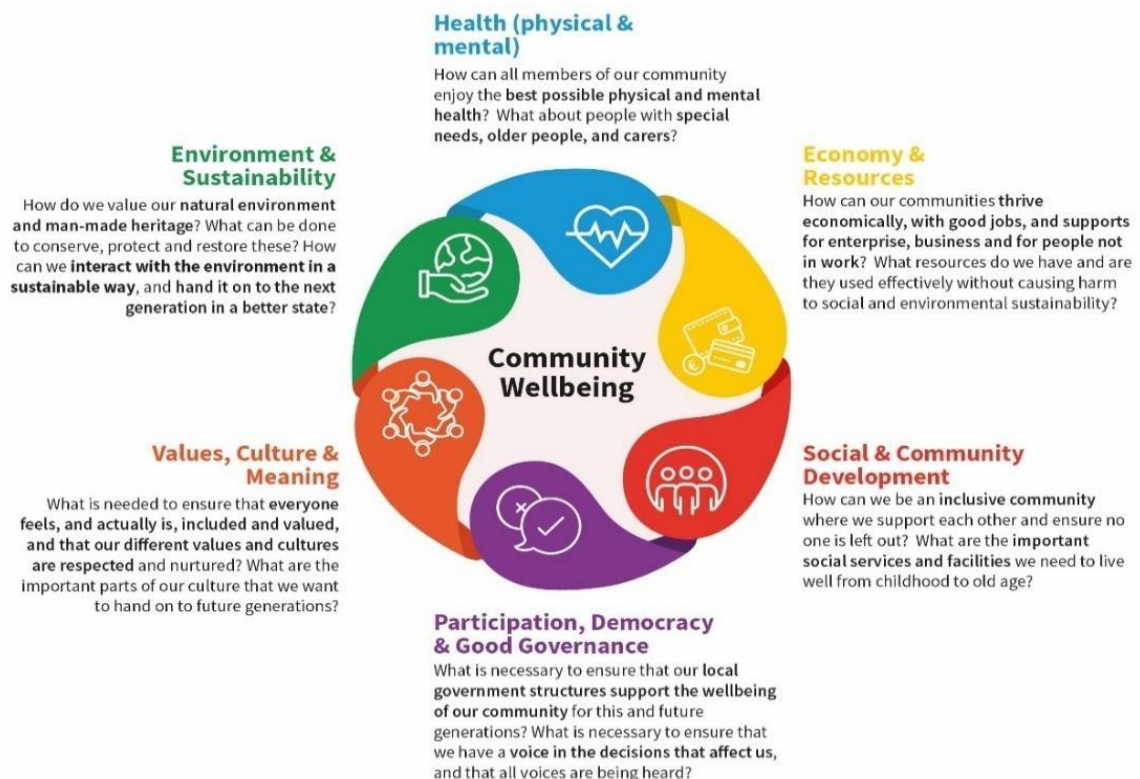 Health (physical &
mental)
How can all members of our community
enjoy the best possible physical and mental
health? What about people with special
needs, older people, and carers?
Environment &
Sustainability
How do we value our natural environment
and man-made heritage? What can be done
to conserve, protect and restore these? How
can we interact with the environment in a
sustainable way, and hand it on to the next
generation in a better state?
Economy &
Resources
How can our communities thrive
economically, with good jobs, and supports
for enterprise, business and for people not
in work? What resources do we have and are
they used effectively without causing harm
to social and environmental sustainability?
Community
Wellbeing
€
Values, Culture &
Meaning
What is needed to ensure that everyone
feels, and actually is, included and valued,
and that our different values and cultures
are respected and nurtured? What are the
important parts of our culture that we want
to hand on to future generations?
Social & Community
Development
How can we be an inclusive community
where we support each other and ensure no
one is left out? What are the important
social services and facilities we need to live
well from childhood to old age?
Participation, Democracy
& Good Governance
What is necessary to ensure that our local
government structures support the wellbeing
of our community for this and future
generations? What is necessary to ensure that
we have a voice in the decisions that affect us,
and that all voices are being heard?